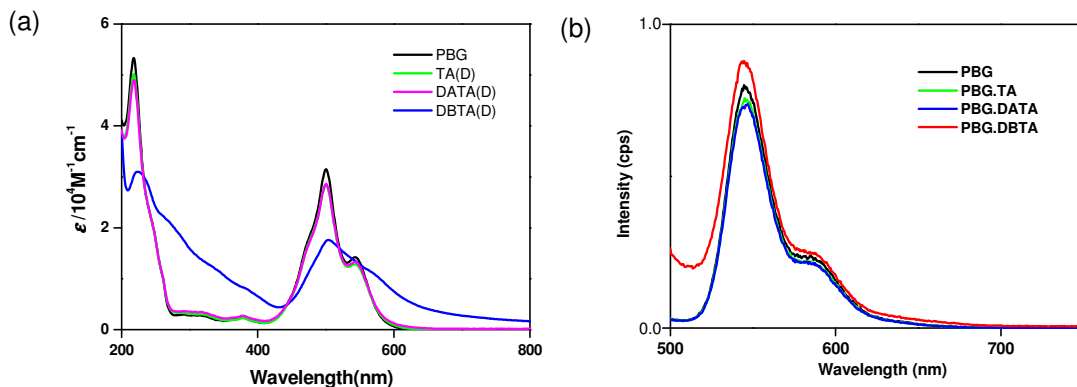 (a)
6
4
2
0
ε /10⁴M⁻¹cm⁻¹
PBG
TA(D)
DATA(D)
DBTA(D)
200 400 600 800
Wavelength(nm)
(b)
1.0
0.0
Intensity (cps)
PBG
PBG.TA
PBG.DATA
PBG.DBTA
500 600 700
Wavelength (nm)